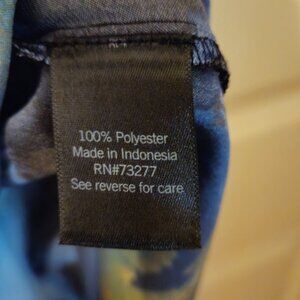 100% Polyester
Made in Indonesia
RN#73277
See reverse for care